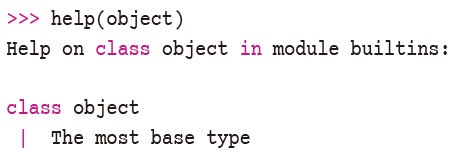 >>> help(object)
Help on class object in module builtins:

class object
 |  The most base type